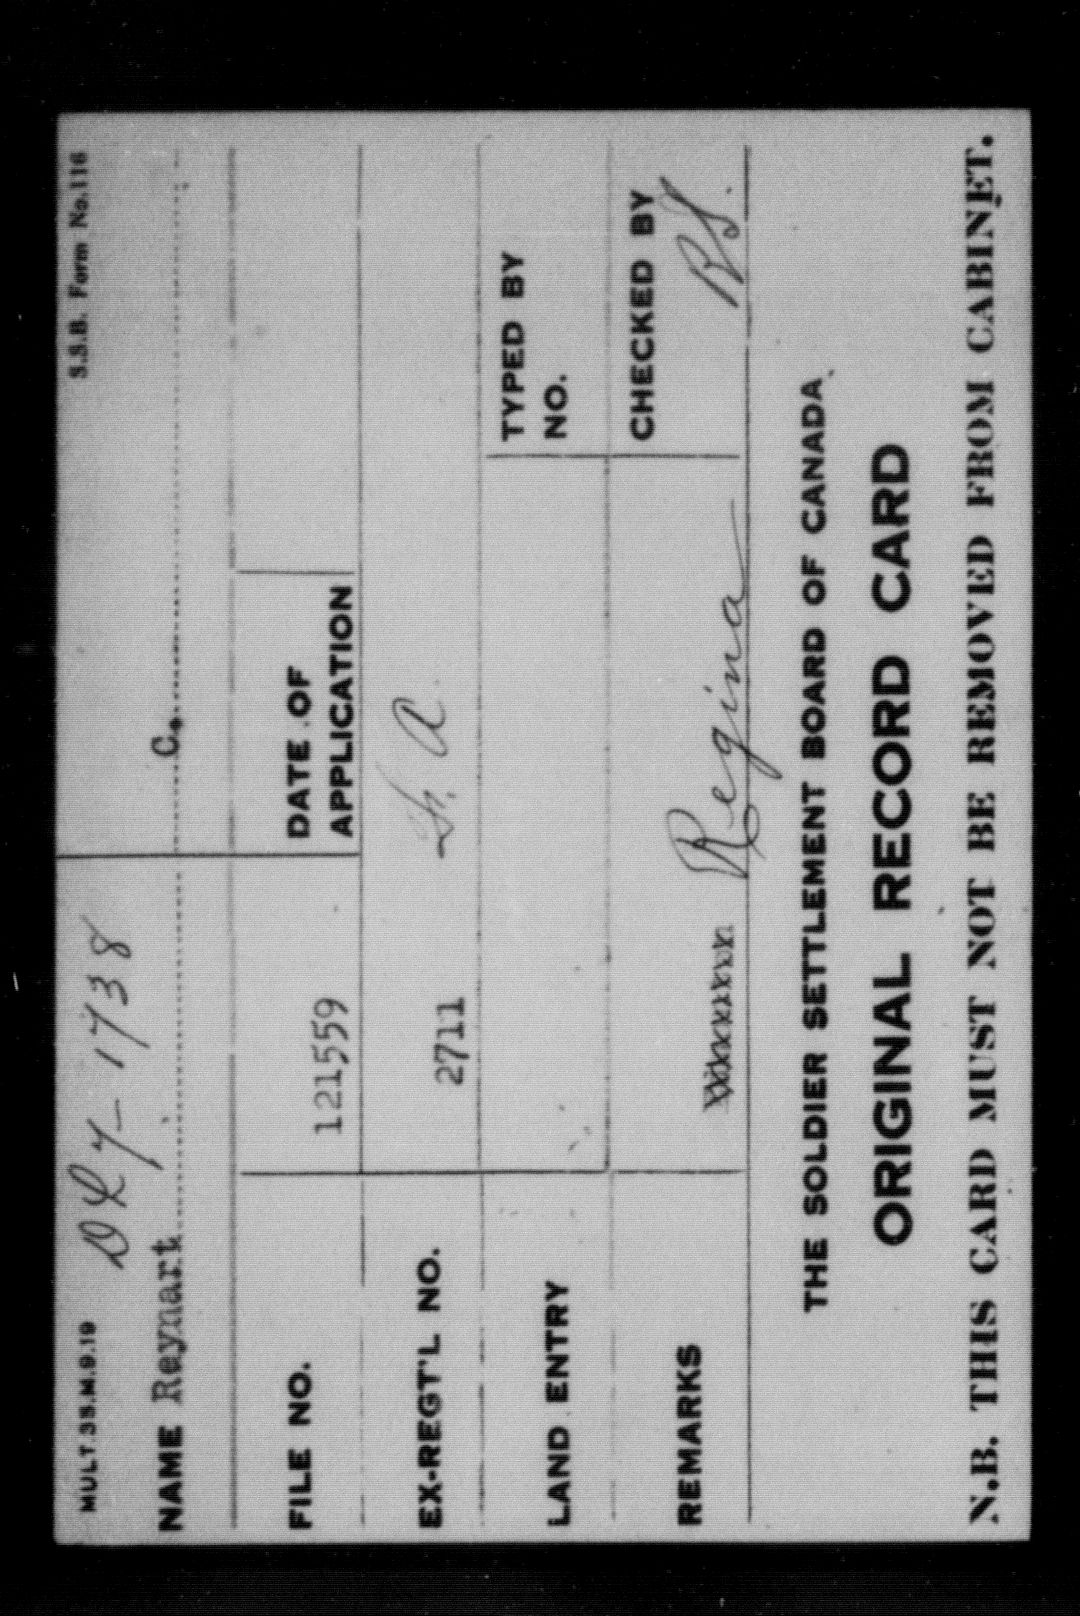 MULT.35.M.9.19 S.S.B. Form No.116
DLY-1738
NAME Reynart C.
FILE NO. 121559 DATE OF APPLICATION
EX-REGT'L NO. 2711
LAND ENTRY TYPED BY NO.
REMARKS Regina CHECKED BY
THE SOLDIER SETTLEMENT BOARD OF CANADA.
ORIGINAL RECORD CARD
N.B. THIS CARD MUST NOT BE REMOVED FROM CABINET.